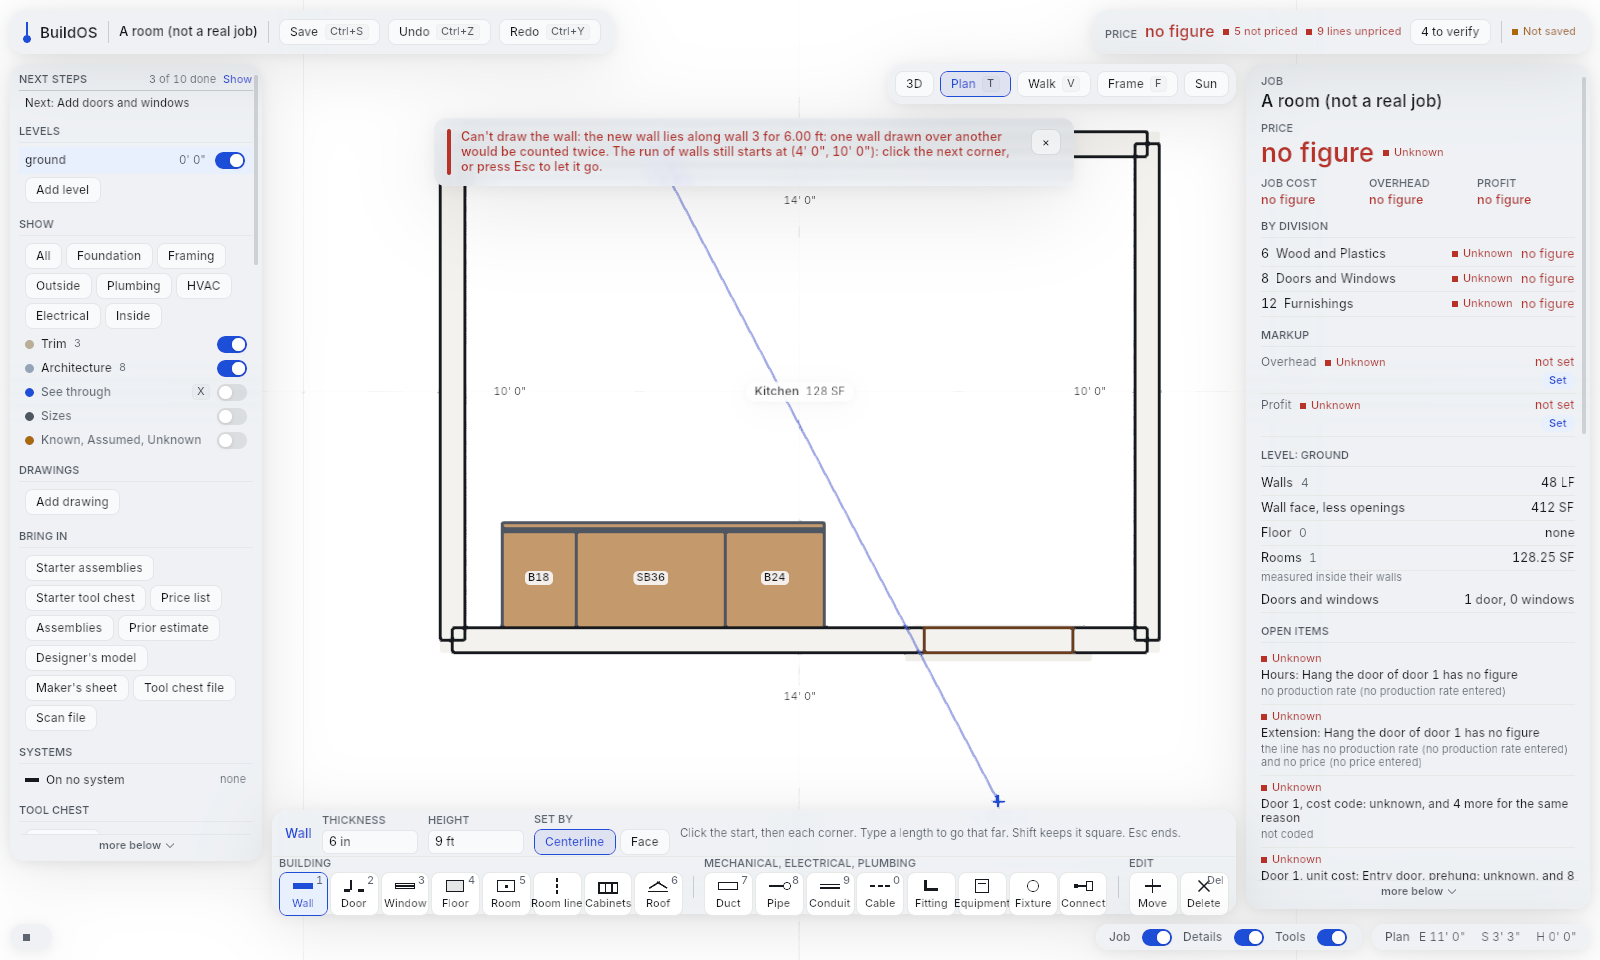 BuildOS
A room (not a real job)
Save Ctrl+S
Undo Ctrl+Z
Redo Ctrl+Y
PRICE no figure 5 not priced 9 lines unpriced 4 to verify Not saved
NEXT STEPS 3 of 10 done Show
Next: Add doors and windows
LEVELS
ground 0' 0"
Add level
SHOW
All Foundation Framing
Outside Plumbing HVAC
Electrical Inside
Trim 3
Architecture 8
See through X
Sizes
Known, Assumed, Unknown
DRAWINGS
Add drawing
BRING IN
Starter assemblies
Starter tool chest Price list
Assemblies Prior estimate
Designer's model
Maker's sheet Tool chest file
Scan file
SYSTEMS
On no system none
TOOL CHEST
more below
3D Plan T Walk V Frame F Sun
Can't draw the wall: the new wall lies along wall 3 for 6.00 ft: one wall drawn over another
would be counted twice. The run of walls still starts at (4' 0", 10' 0"): click the next corner,
or press Esc to let it go.
×
14' 0"
10' 0"
Kitchen 128 SF
10' 0"
B18
SB36
B24
14' 0"
Wall
THICKNESS
6 in
HEIGHT
9 ft
SET BY
Centerline Face
Click the start, then each corner. Type a length to go that far. Shift keeps it square. Esc ends.
BUILDING
Wall 1
Door 2
Window 3
Floor 4
Room 5
Room line
Cabinets
Roof 6
MECHANICAL, ELECTRICAL, PLUMBING
Duct 7
Pipe 8
Conduit 9
Cable 0
Fitting
Equipment
Fixture
Connect
EDIT
Move
Delete Del
JOB
A room (not a real job)
PRICE
no figure Unknown
JOB COST OVERHEAD PROFIT
no figure no figure no figure
BY DIVISION
6 Wood and Plastics Unknown no figure
8 Doors and Windows Unknown no figure
12 Furnishings Unknown no figure
MARKUP
Overhead Unknown not set
Set
Profit Unknown not set
Set
LEVEL: GROUND
Walls 4 48 LF
Wall face, less openings 412 SF
Floor 0 none
Rooms 1 128.25 SF
measured inside their walls
Doors and windows 1 door, 0 windows
OPEN ITEMS
Unknown
Hours: Hang the door of door 1 has no figure
no production rate (no production rate entered)
Unknown
Extension: Hang the door of door 1 has no figure
the line has no production rate (no production rate entered)
and no price (no price entered)
Unknown
Door 1, cost code: unknown, and 4 more for the same
reason
not coded
Unknown
Door 1, unit cost: Entry door, prehung: unknown, and 8
more below
Job Details Tools
Plan E 11' 0" S 3' 3" H 0' 0"